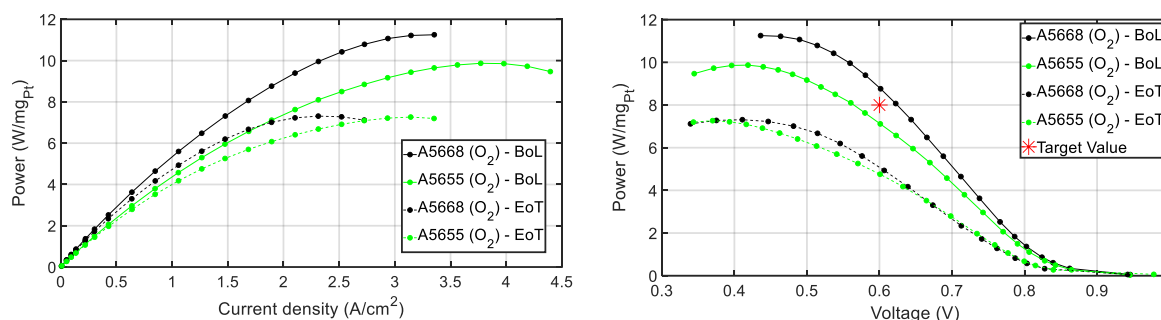 12
10
8
6
4
2
0
Power (W/mgPt)
0 0.5 1 1.5 2 2.5 3 3.5 4 4.5
Current density (A/cm2)
A5668 (O2) - BoL
A5655 (O2) - BoL
A5668 (O2) - EoT
A5655 (O2) - EoT
12
10
8
6
4
2
0
Power (W/mgPt)
0.3 0.4 0.5 0.6 0.7 0.8 0.9
Voltage (V)
A5668 (O2) - BoL
A5655 (O2) - BoL
A5668 (O2) - EoT
A5655 (O2) - EoT
Target Value